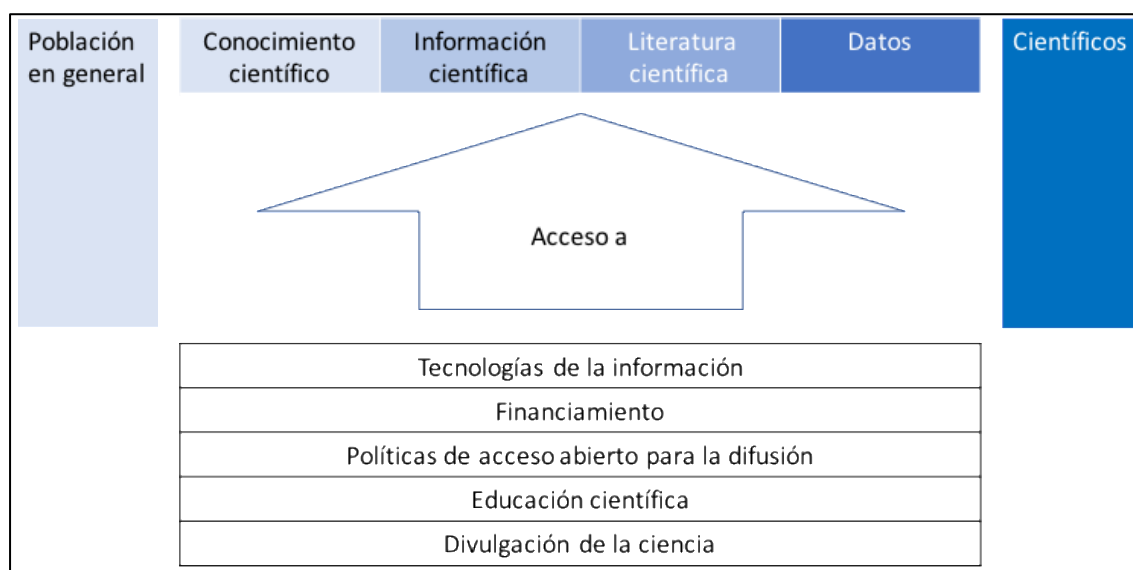 Población
en general
Conocimiento
científico
Información
científica
Literatura
científica
Datos
Científicos
Acceso a
Tecnologías de la información
Financiamiento
Políticas de acceso abierto para la difusión
Educación científica
Divulgación de la ciencia